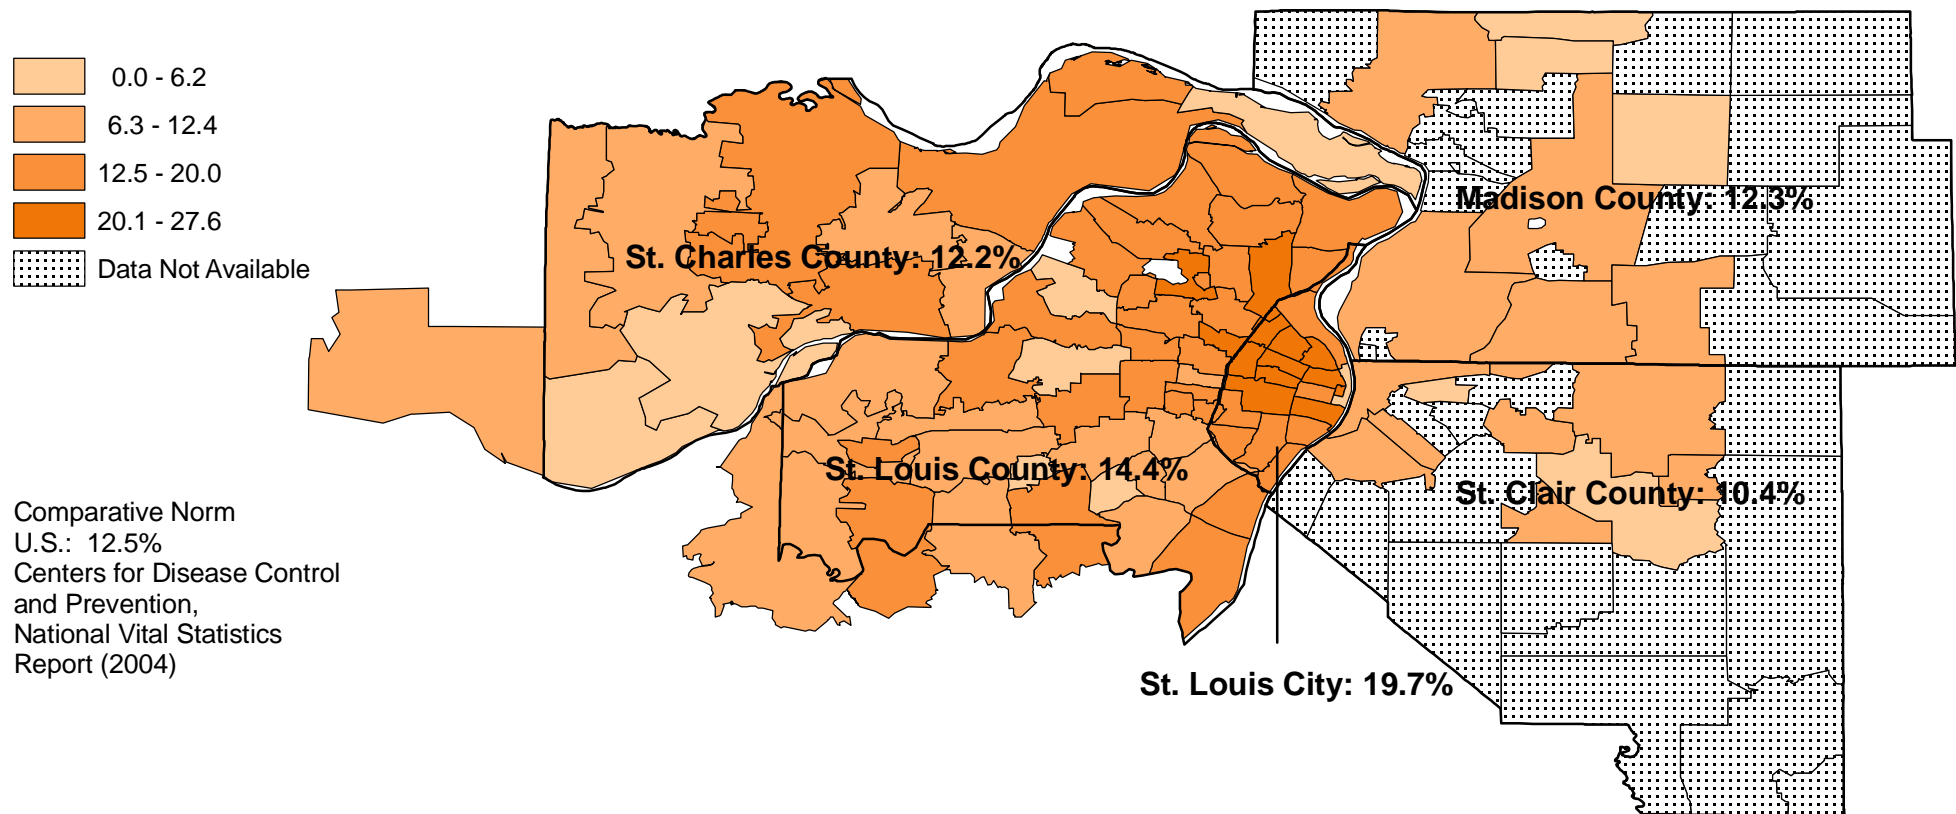 0.0 - 6.2
6.3 - 12.4
12.5 - 20.0
20.1 - 27.6
Data Not Available
Madison County: 12.3%
St. Charles County: 12.2%
St. Louis County: 14.4%
St. Clair County: 10.4%
Comparative Norm
U.S.: 12.5%
Centers for Disease Control
and Prevention,
National Vital Statistics
Report (2004)
St. Louis City: 19.7%